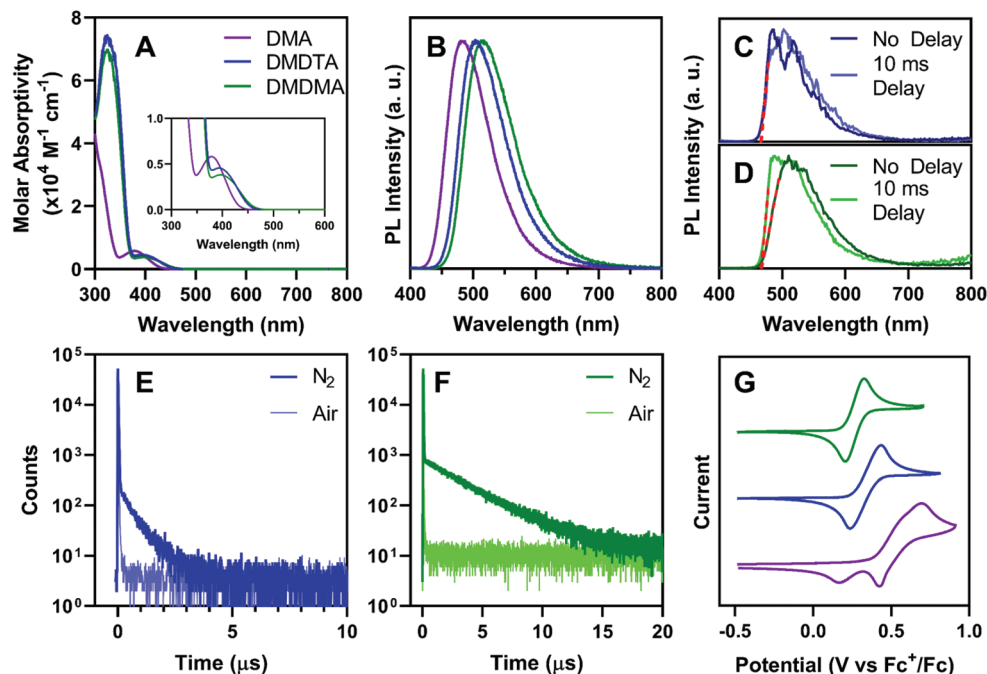 A
DMA
DMDTA
DMDMA
Molar Absorptivity
(x10⁴ M⁻¹ cm⁻¹)
8
6
4
2
0
300 400 500 600 700 800
Wavelength (nm)
1.0
0.5
0.0
300 400 500 600
Wavelength (nm)
B
PL Intensity (a. u.)
400 500 600 700 800
Wavelength (nm)
C
No Delay
10 ms
Delay
D
No Delay
10 ms
Delay
PL Intensity (a. u.)
400 500 600 700 800
Wavelength (nm)
E
N₂
Air
Counts
10⁵
10⁴
10³
10²
10¹
10⁰
0 5 10
Time (μs)
F
N₂
Air
10⁵
10⁴
10³
10²
10¹
10⁰
0 5 10 15 20
Time (μs)
G
Current
-0.5 0.0 0.5 1.0
Potential (V vs Fc⁺/Fc)